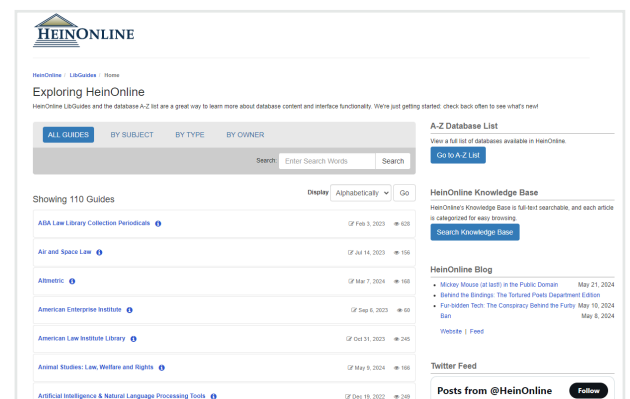 HEINONLINE
HeinOnline / LibGuides / Home
Exploring HeinOnline
HeinOnline LibGuides and the database A-Z list are a great way to learn more about database content and interface functionality. We're just getting started: check back often to see what's new!
ALL GUIDES BY SUBJECT BY TYPE BY OWNER
Search: Enter Search Words Search
Showing 110 Guides
Display Alphabetically Go
ABA Law Library Collection Periodicals Feb 3, 2023 628
Air and Space Law Jul 14, 2023 156
Altmetric Mar 7, 2024 168
American Enterprise Institute Sep 6, 2023 60
American Law Institute Library Oct 31, 2023 245
Animal Studies: Law, Welfare and Rights May 9, 2024 166
Artificial Intelligence & Natural Language Processing Tools Dec 19, 2022 249
A-Z Database List
View a full list of databases available in HeinOnline.
Go to A-Z List
HeinOnline Knowledge Base
HeinOnline's Knowledge Base is full-text searchable, and each article
is categorized for easy browsing.
Search Knowledge Base
HeinOnline Blog
Mickey Mouse (at last!) in the Public Domain May 21, 2024
Behind the Bindings: The Tortured Poets Department Edition
Fur-bidden Tech: The Conspiracy Behind the Furby May 10, 2024
Ban May 8, 2024
Website | Feed
Twitter Feed
Posts from @HeinOnline Follow